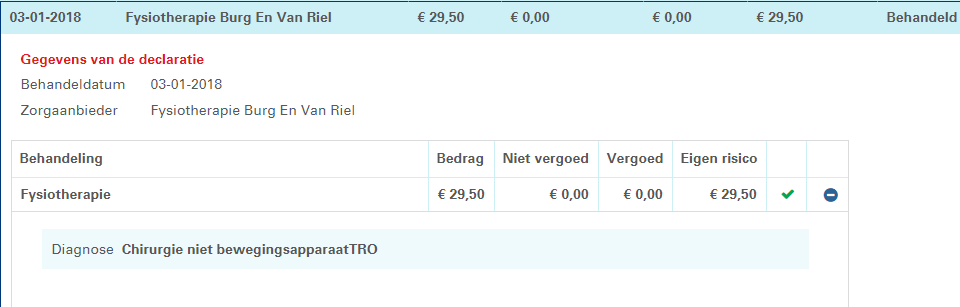 03-01-2018 Fysiotherapie Burg En Van Riel € 29,50 € 0,00 € 0,00 € 29,50 Behandeld
Gegevens van de declaratie
Behandeldatum 03-01-2018
Zorgaanbieder Fysiotherapie Burg En Van Riel
Behandeling Bedrag Niet vergoed Vergoed Eigen risico
Fysiotherapie € 29,50 € 0,00 € 0,00 € 29,50
Diagnose Chirurgie niet bewegingsapparaatTRO